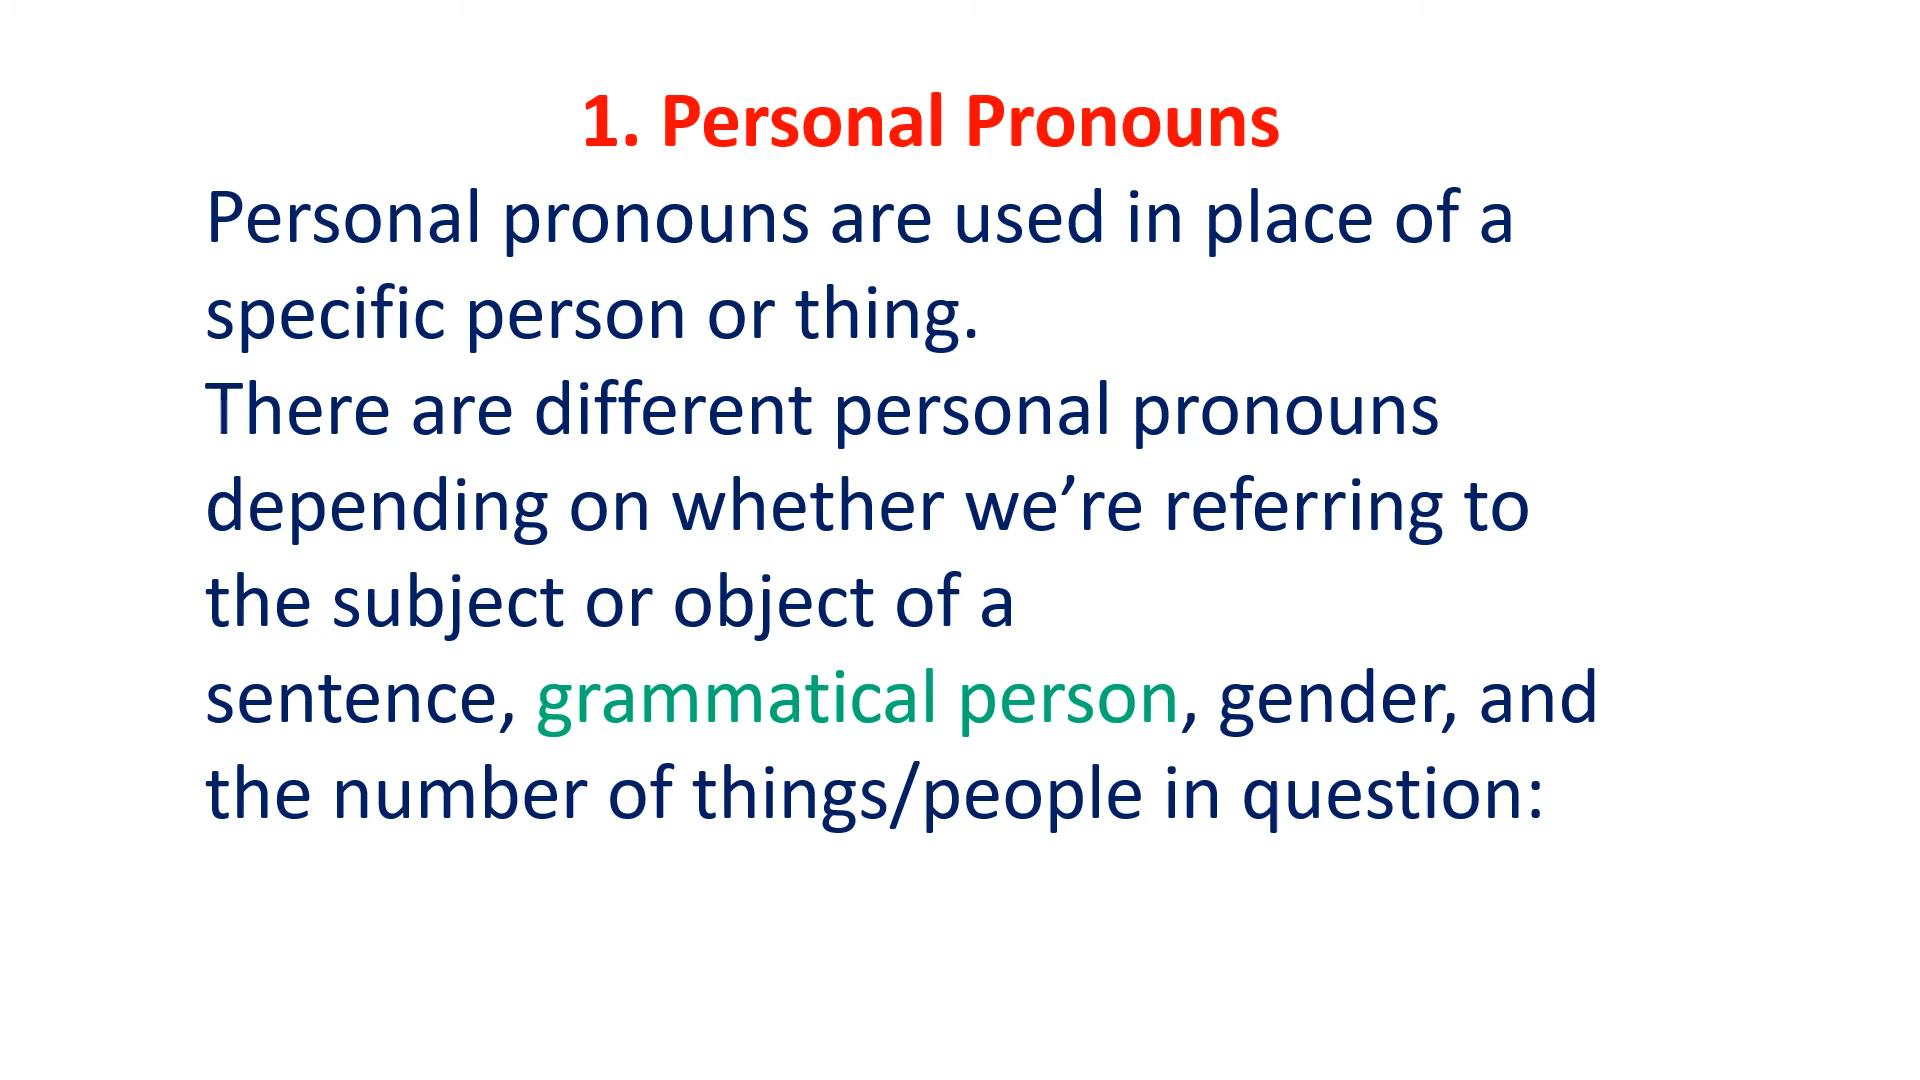 1. Personal Pronouns
Personal pronouns are used in place of a
specific person or thing.
There are different personal pronouns
depending on whether we’re referring to
the subject or object of a
sentence, grammatical person, gender, and
the number of things/people in question: